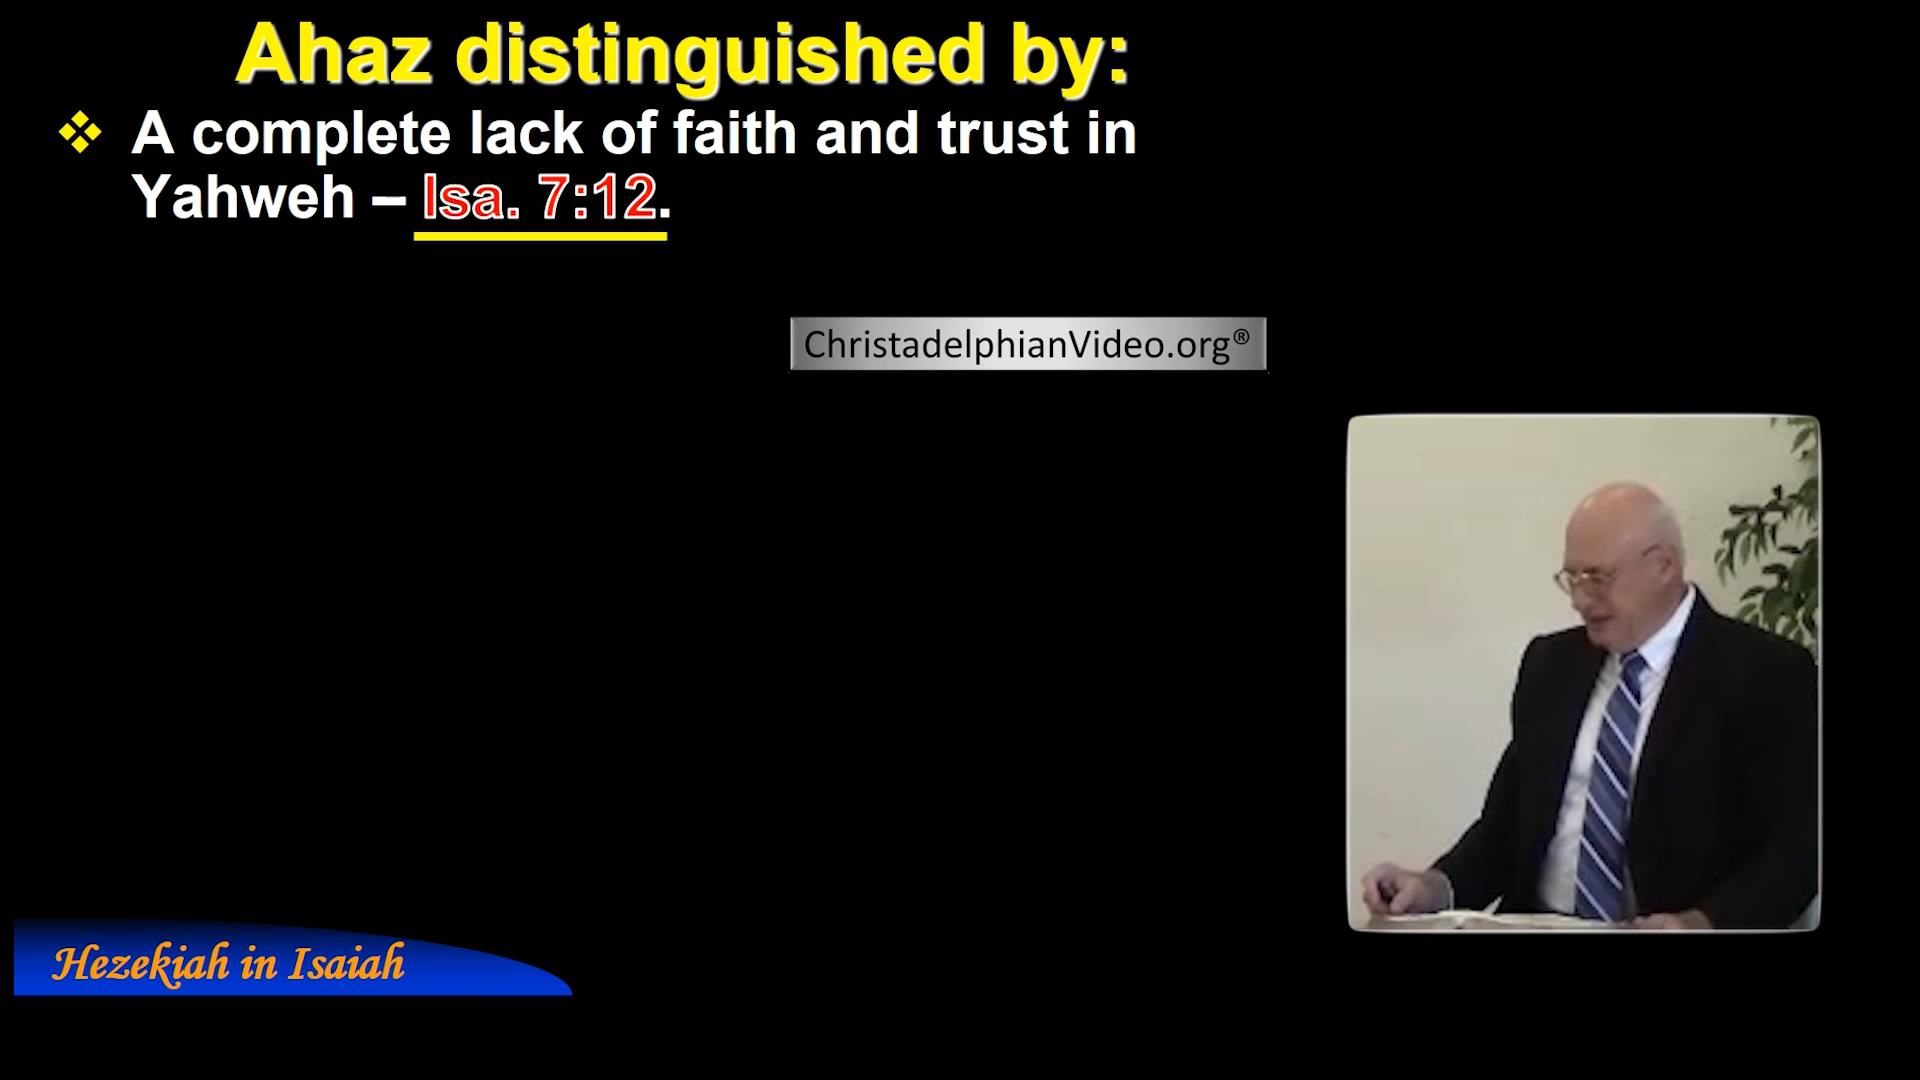 Ahaz distinguished by:
❖ A complete lack of faith and trust in
Yahweh – Isa. 7:12.
ChristadelphianVideo.org®
Hezekiah in Isaiah